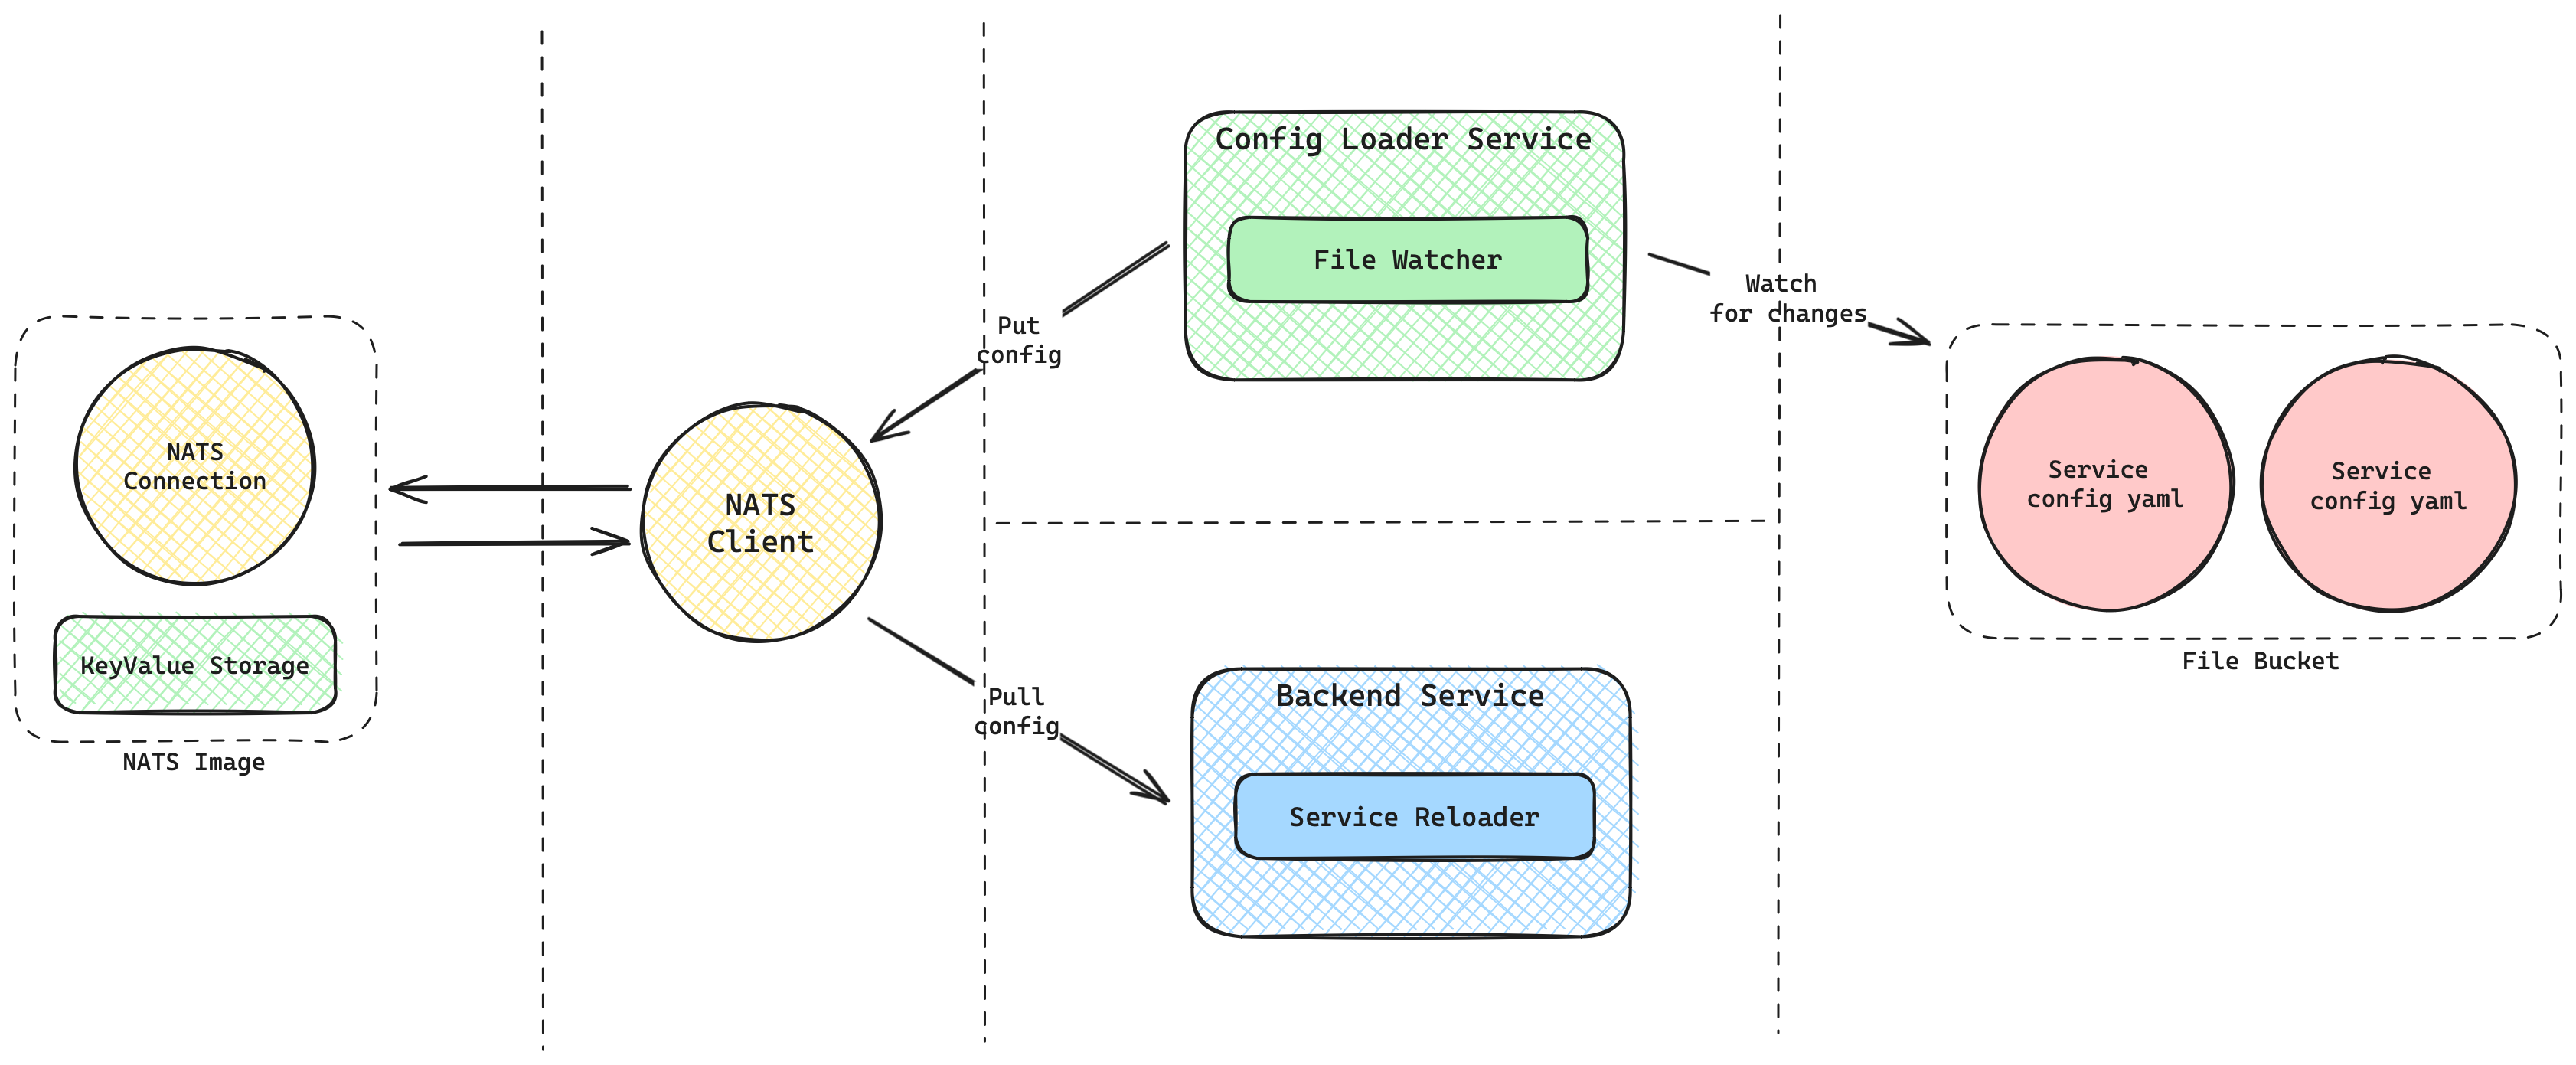 NATS
Connection
KeyValue Storage
NATS Image
NATS
Client
Put
config
Pull
config
Config Loader Service
File Watcher
Backend Service
Service Reloader
Watch
for changes
Service
config yaml
Service
config yaml
File Bucket